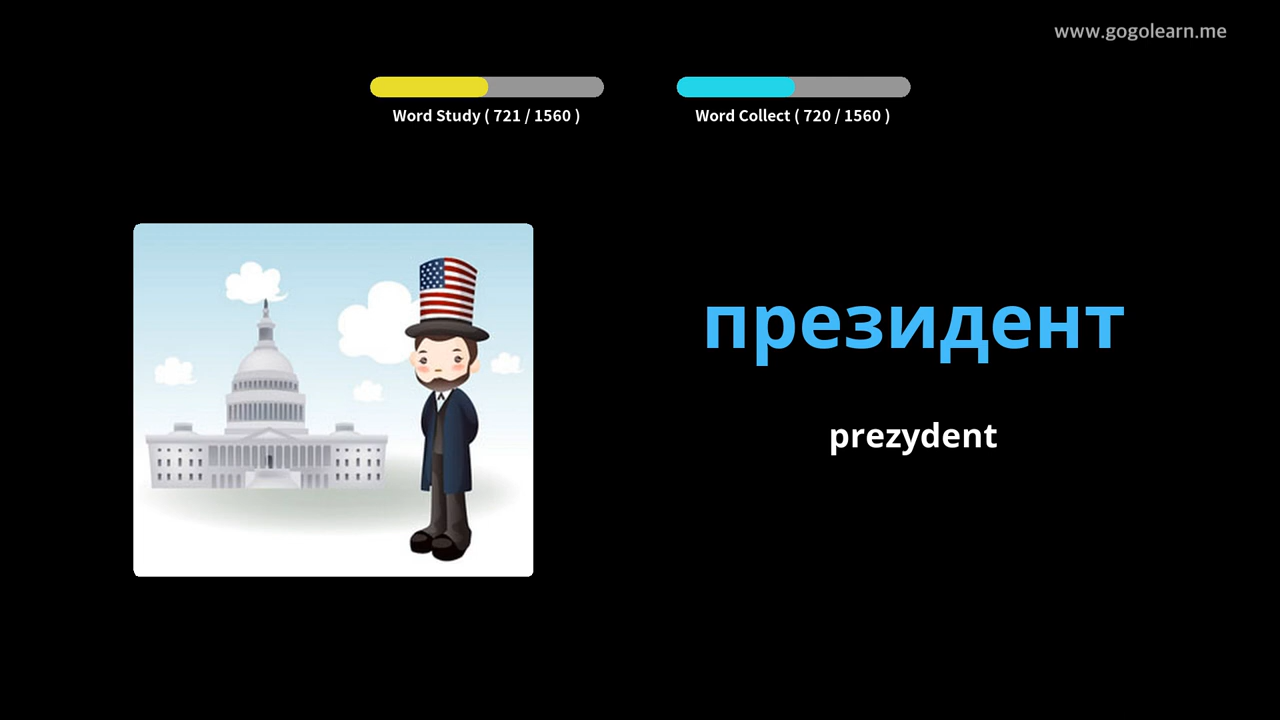 www.gogolearn.me
Word Study ( 721 / 1560 )
Word Collect ( 720 / 1560 )
президент
prezydent